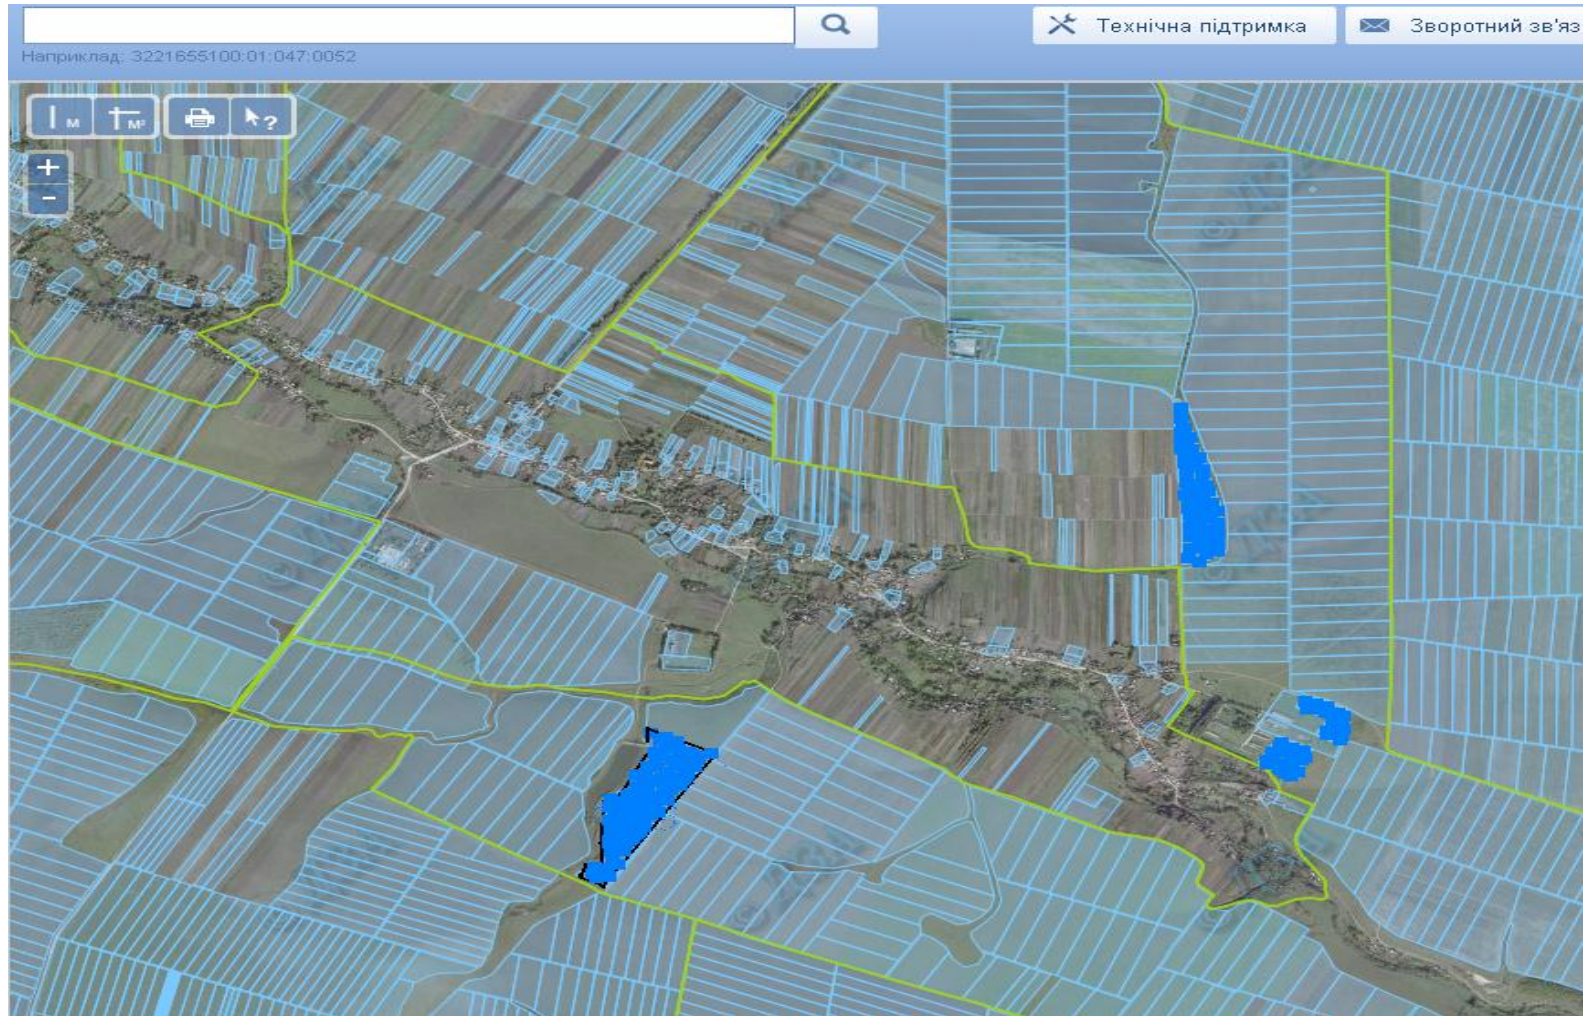 Технічна підтримка
Зворотний зв'яз
Наприклад: 3221655100:01:047:0052
М
М²
?
+
-